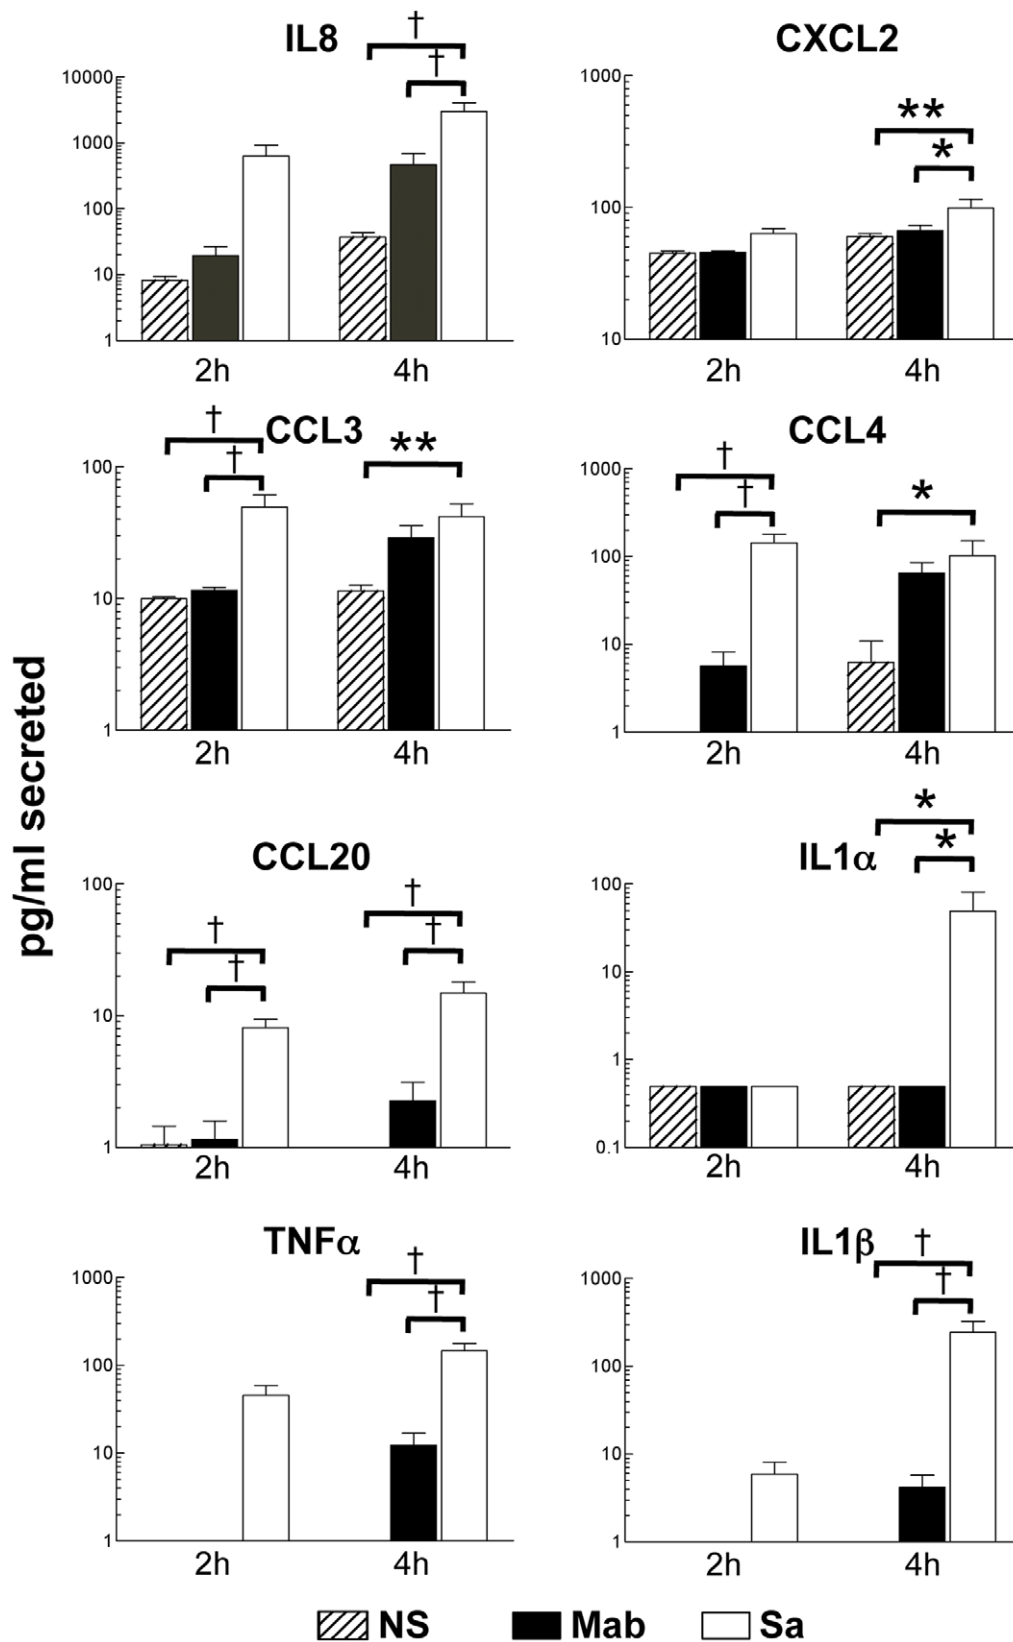 IL8
†
†
10000
1000
100
10
1
2h
4h
CXCL2
**
*
1000
100
10
2h
4h
CCL3
†
†
**
100
10
1
2h
4h
CCL4
†
†
*
1000
100
10
1
2h
4h
pg/ml secreted
CCL20
†
†
†
†
100
10
1
2h
4h
IL1α
*
*
100
10
1
0.1
2h
4h
TNFα
†
†
1000
100
10
1
2h
4h
IL1β
†
†
1000
100
10
1
2h
4h
NS Mab Sa